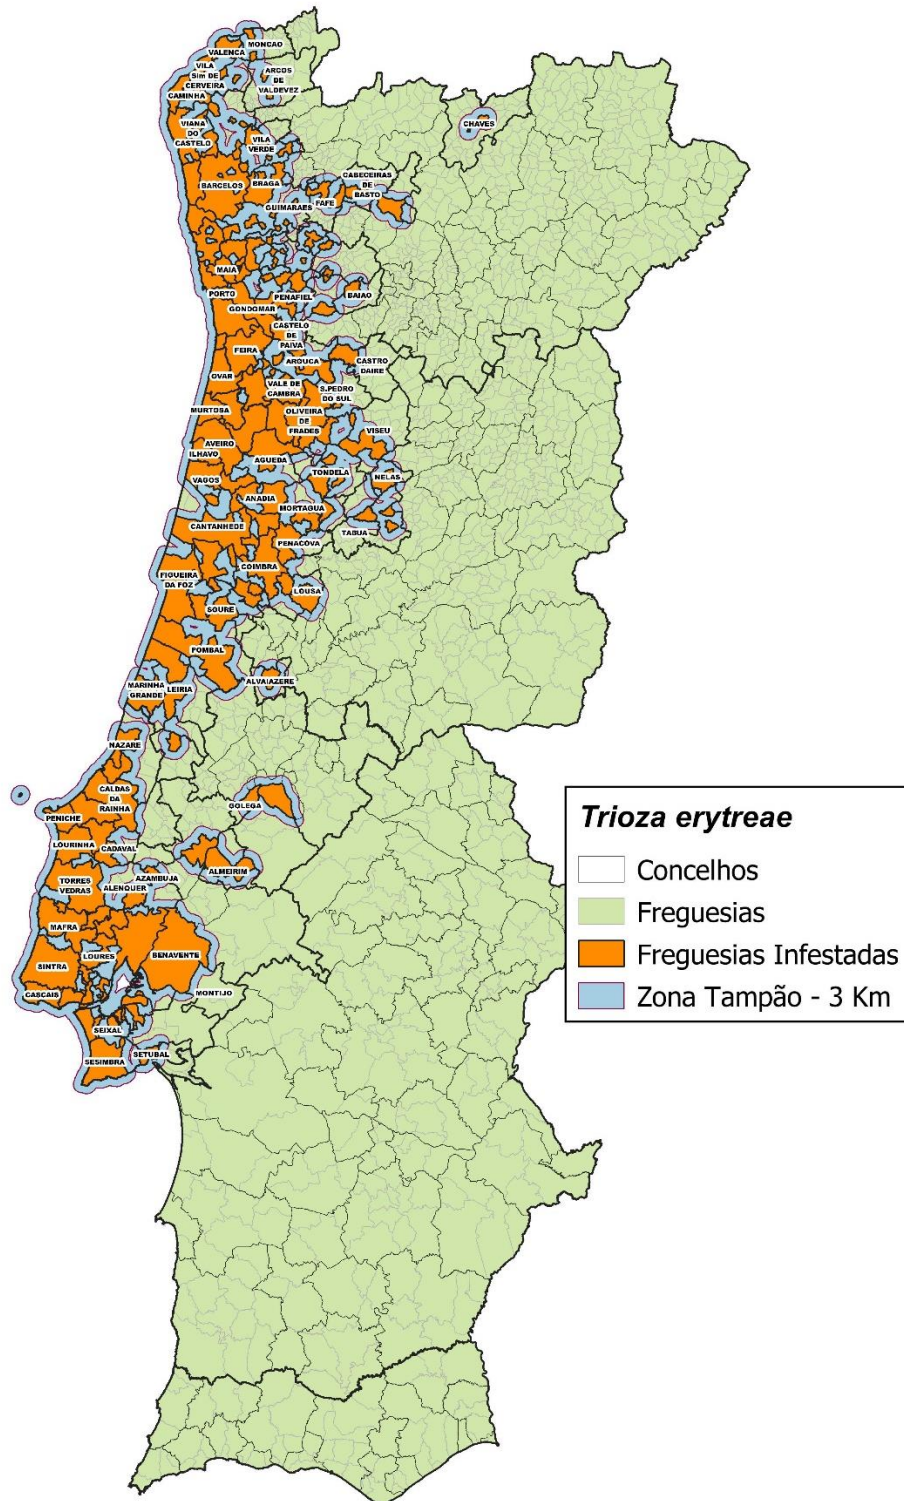 MONCAO
VALENCA
VILA
Sim DE
CERVEIRA
ARCOS
DE
VALDEVEZ
CAMINHA
CHAVES
VIANA
DO
CASTELO
VILA
VERDE
CABECEIRAS
DE
BASTO
BARCELOS
BRAGA
GUIMARAES
FAFE
MAIA
PORTO
PENAFIEL
BAIAO
GONDOMAR
CASTELO
DE
PAIVA
FEIRA
AROUCA
CASTRO
DAIRE
OVAR
VALE DE
CAMBRA
S.PEDRO
DO SUL
MURTOSA
OLIVEIRA
DE
FRADES
VISEU
AVEIRO
ILHAVO
AGUEDA
TONDELA
NELAS
VAGOS
ANADIA
MORTAGUA
CANTANHEDE
TABUA
PENACOVA
COIMBRA
FIGUEIRA
DA FOZ
LOUSA
SOURE
POMBAL
ALVAIAZERE
MARINHA
GRANDE
LEIRIA
NAZARE
CALDAS
DA
RAINHA
GOLEGA
PENICHE
LOURINHA
CADAVAL
ALMEIRIM
TORRES
VEDRAS
AZAMBUJA
ALENQUER
MAFRA
LOURES
BENAVENTE
SINTRA
CASCAIS
MONTIJO
SEIXAL
SETUBAL
SESIMBRA
Trioza erytreae
Concelhos
Freguesias
Freguesias Infestadas
Zona Tampão - 3 Km